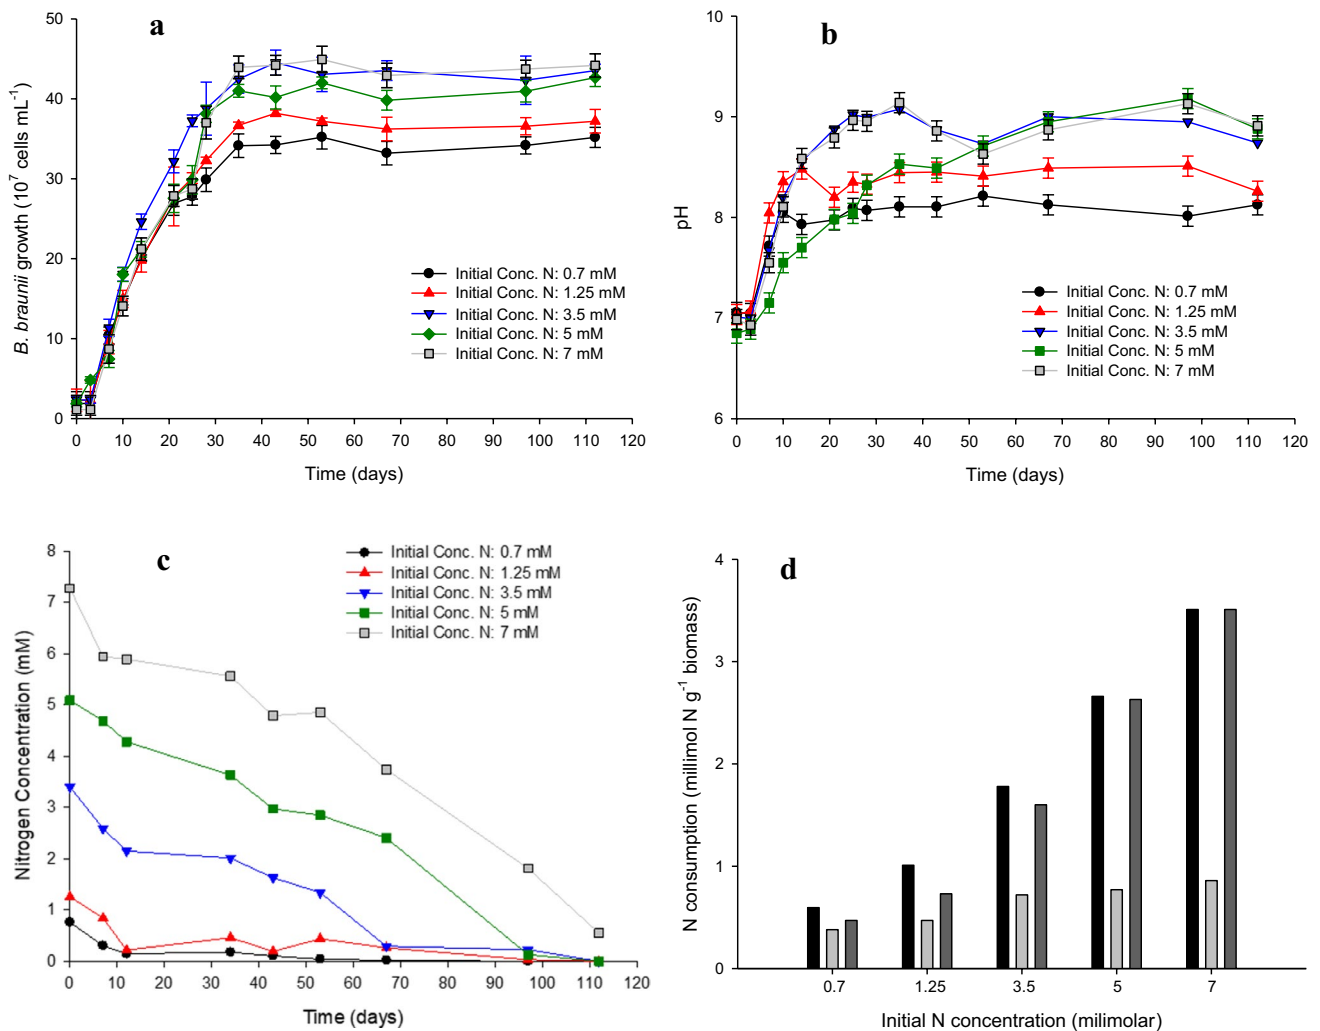 a
50
40
30
20
10
0
B. braunii growth (10⁷ cells mL⁻¹)
Initial Conc. N: 0.7 mM
Initial Conc. N: 1.25 mM
Initial Conc. N: 3.5 mM
Initial Conc. N: 5 mM
Initial Conc. N: 7 mM
0 10 20 30 40 50 60 70 80 90 100 110 120
Time (days)
b
10
9
8
7
6
pH
Initial Conc. N: 0.7 mM
Initial Conc. N: 1.25 mM
Initial Conc. N: 3.5 mM
Initial Conc. N: 5 mM
Initial Conc. N: 7 mM
0 10 20 30 40 50 60 70 80 90 100 110 120
Time (days)
c
8
7
6
5
4
3
2
1
0
Nitrogen Concentration (mM)
Initial Conc. N: 0.7 mM
Initial Conc. N: 1.25 mM
Initial Conc. N: 3.5 mM
Initial Conc. N: 5 mM
Initial Conc. N: 7 mM
0 10 20 30 40 50 60 70 80 90 100 110 120
Time (days)
d
4
3
2
1
0
N consumption (millimol N g⁻¹ biomass)
0.7 1.25 3.5 5 7
Initial N concentration (milimolar)